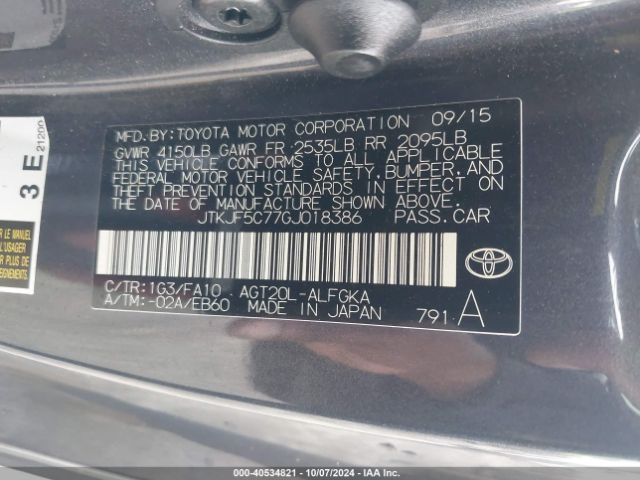 MFD.BY:TOYOTA MOTOR CORPORATION 09/15
GVWR 4150LB GAWR FR 2535LB RR 2095LB
THIS VEHICLE CONFORMS TO ALL APPLICABLE
FEDERAL MOTOR VEHICLE SAFETY, BUMPER, AND
THEFT PREVENTION STANDARDS IN EFFECT ON
THE DATE OF MANUFACTURE SHOWN ABOVE.
JTKJF5C77GJ018386 PASS.CAR
C/TR:1G3/FA10 AGT20L-ALFGKA
A/TM:-02A/EB60 MADE IN JAPAN 791 A
3 E 21200
000-40534821 - 10/07/2024 - IAA Inc.